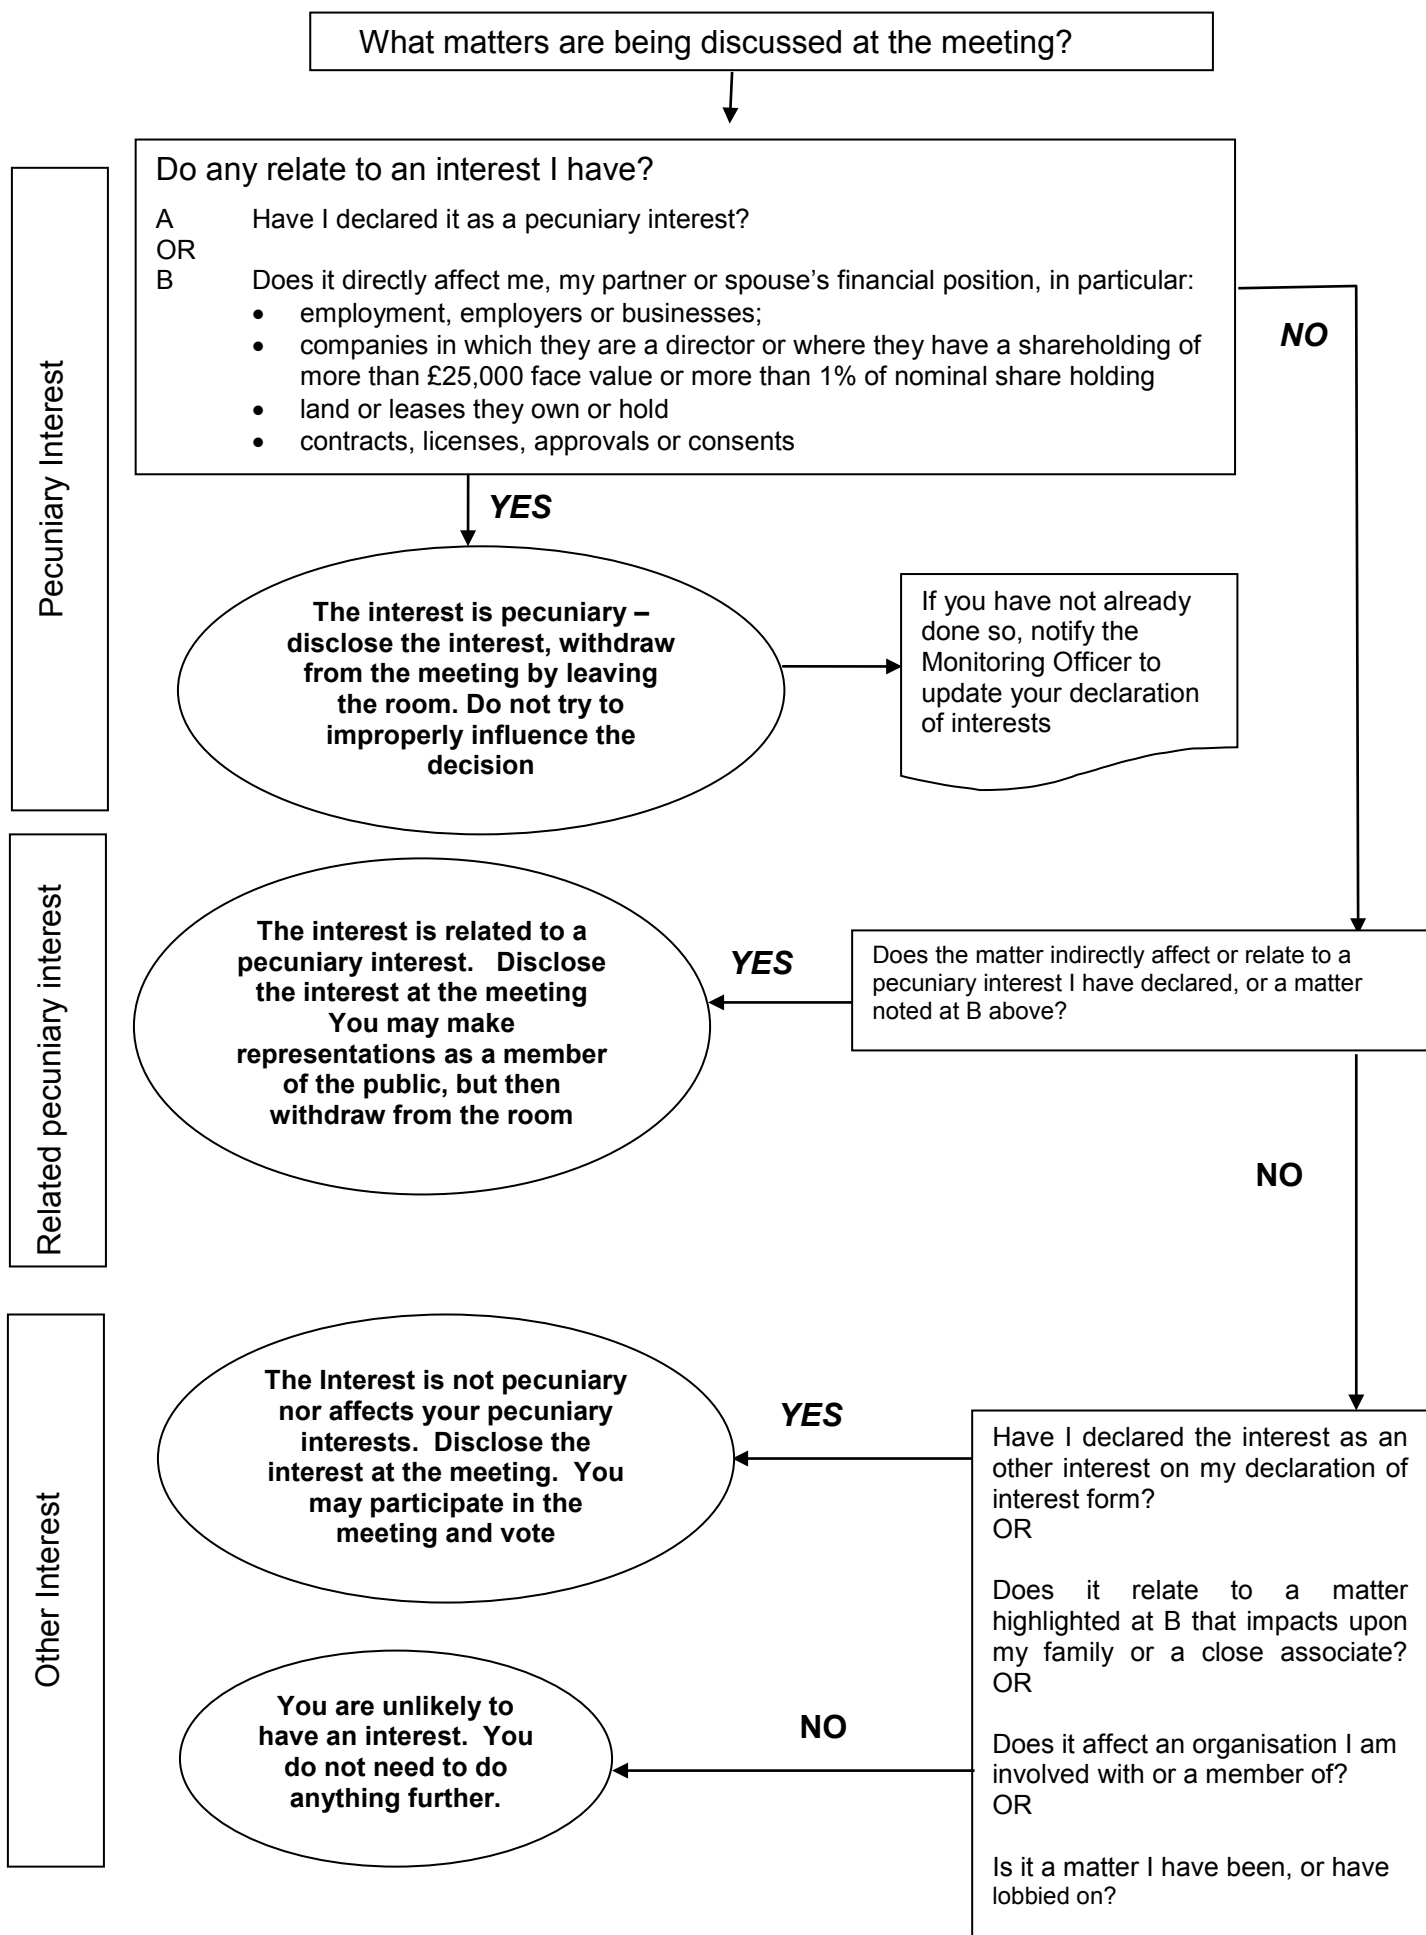 What matters are being discussed at the meeting?
Pecuniary Interest
Do any relate to an interest I have?
A Have I declared it as a pecuniary interest?
OR
B Does it directly affect me, my partner or spouse’s financial position, in particular:
• employment, employers or businesses;
• companies in which they are a director or where they have a shareholding of
more than £25,000 face value or more than 1% of nominal share holding
• land or leases they own or hold
• contracts, licenses, approvals or consents
NO
YES
The interest is pecuniary –
disclose the interest, withdraw
from the meeting by leaving
the room. Do not try to
improperly influence the
decision
If you have not already
done so, notify the
Monitoring Officer to
update your declaration
of interests
Related pecuniary interest
The interest is related to a
pecuniary interest. Disclose
the interest at the meeting
You may make
representations as a member
of the public, but then
withdraw from the room
YES
Does the matter indirectly affect or relate to a
pecuniary interest I have declared, or a matter
noted at B above?
NO
Other Interest
The Interest is not pecuniary
nor affects your pecuniary
interests. Disclose the
interest at the meeting. You
may participate in the
meeting and vote
YES
Have I declared the interest as an
other interest on my declaration of
interest form?
OR
Does it relate to a matter
highlighted at B that impacts upon
my family or a close associate?
OR
Does it affect an organisation I am
involved with or a member of?
OR
Is it a matter I have been, or have
lobbied on?
NO
You are unlikely to
have an interest. You
do not need to do
anything further.